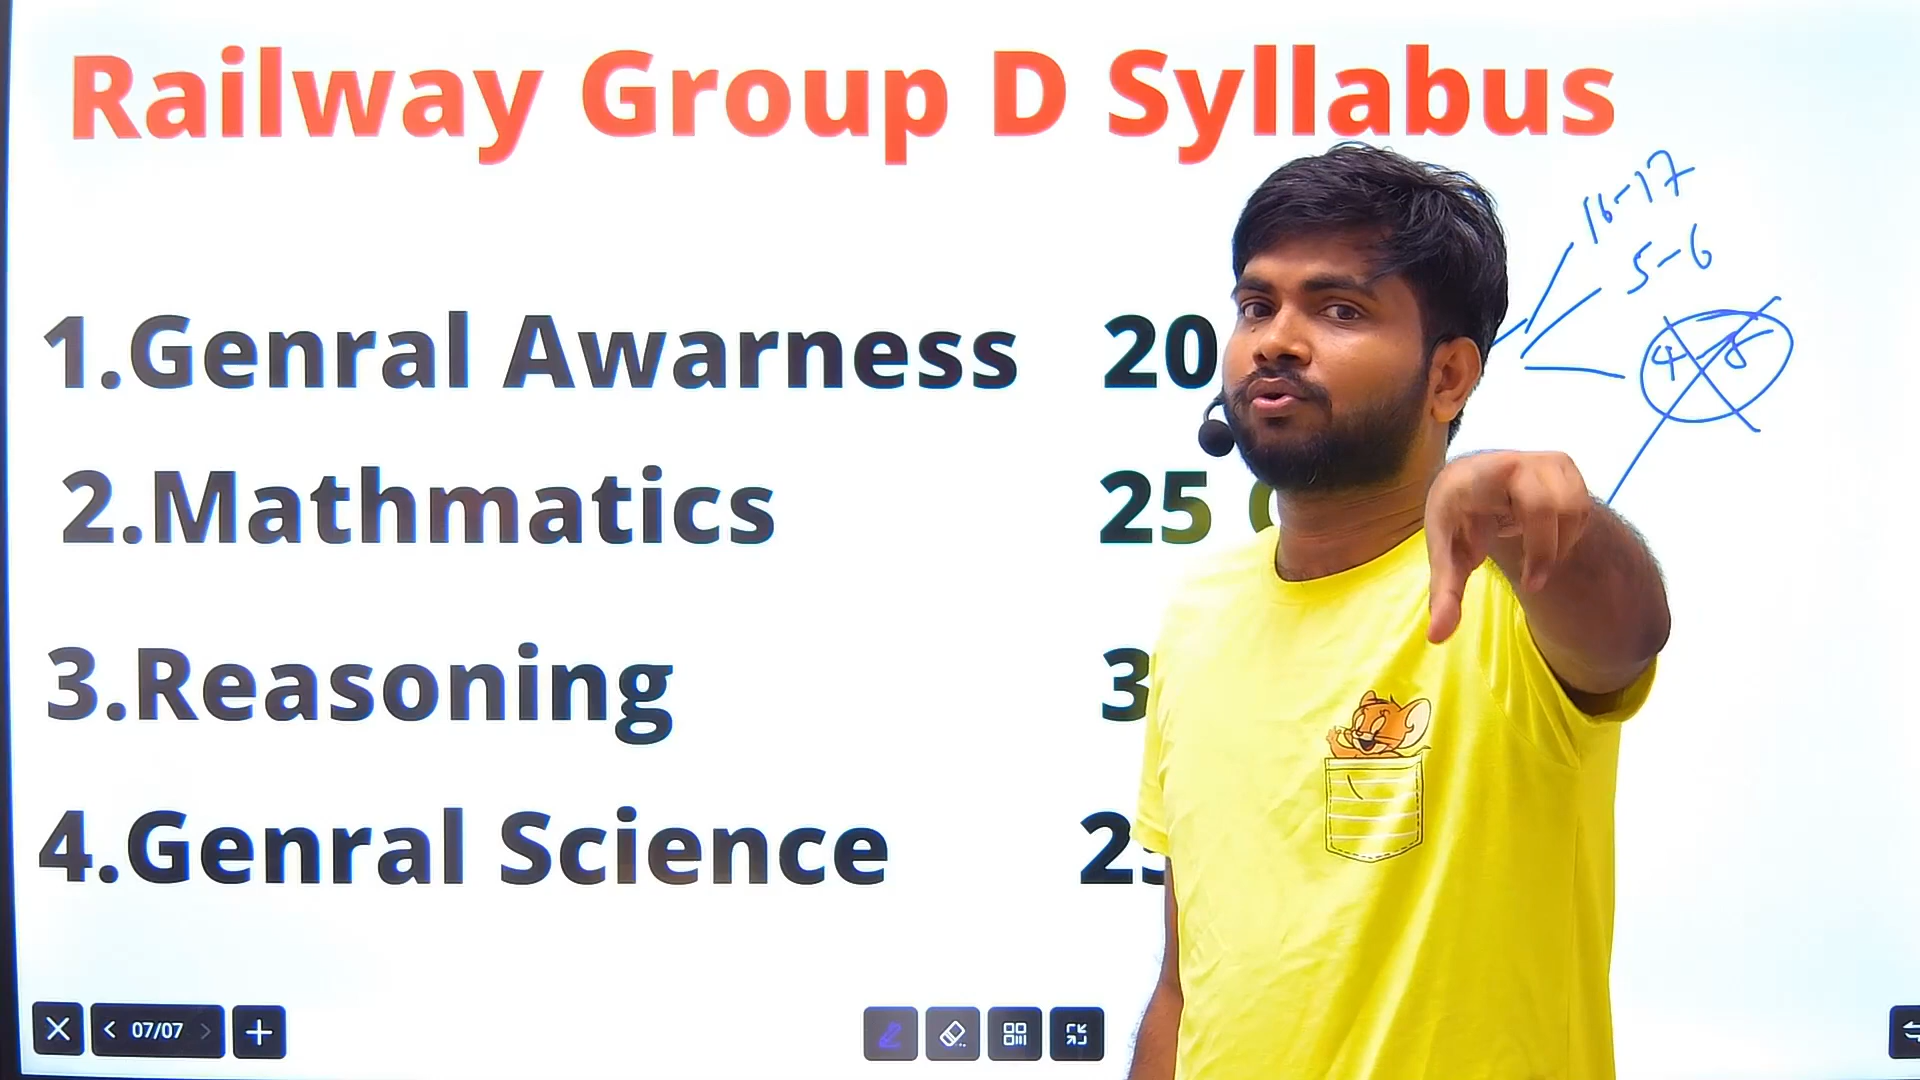 Railway Group D Syllabus
16-17
5-6
1.Genral Awarness 20
2.Mathmatics 25
3.Reasoning 3
4.Genral Science 25
07/07